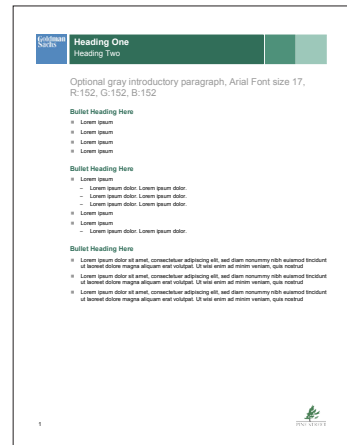 Goldman
Sachs
Heading One
Heading Two
Optional gray introductory paragraph, Arial Font size 17,
R:152, G:152, B:152
Bullet Heading Here
Lorem ipsum
Lorem ipsum
Lorem ipsum
Lorem ipsum
Bullet Heading Here
Lorem ipsum
– Lorem ipsum dolor. Lorem ipsum dolor.
– Lorem ipsum dolor. Lorem ipsum dolor.
– Lorem ipsum dolor. Lorem ipsum dolor.
Lorem ipsum
Lorem ipsum
– Lorem ipsum dolor. Lorem ipsum dolor.
Bullet Heading Here
Lorem ipsum dolor sit amet, consectetuer adipiscing elit, sed diam nonummy nibh euismod tincidunt
ut laoreet dolore magna aliquam erat volutpat. Ut wisi enim ad minim veniam, quis nostrud
Lorem ipsum dolor sit amet, consectetuer adipiscing elit, sed diam nonummy nibh euismod tincidunt
ut laoreet dolore magna aliquam erat volutpat. Ut wisi enim ad minim veniam, quis nostrud
Lorem ipsum dolor sit amet, consectetuer adipiscing elit, sed diam nonummy nibh euismod tincidunt
ut laoreet dolore magna aliquam erat volutpat. Ut wisi enim ad minim veniam, quis nostrud
1
PINE STREET